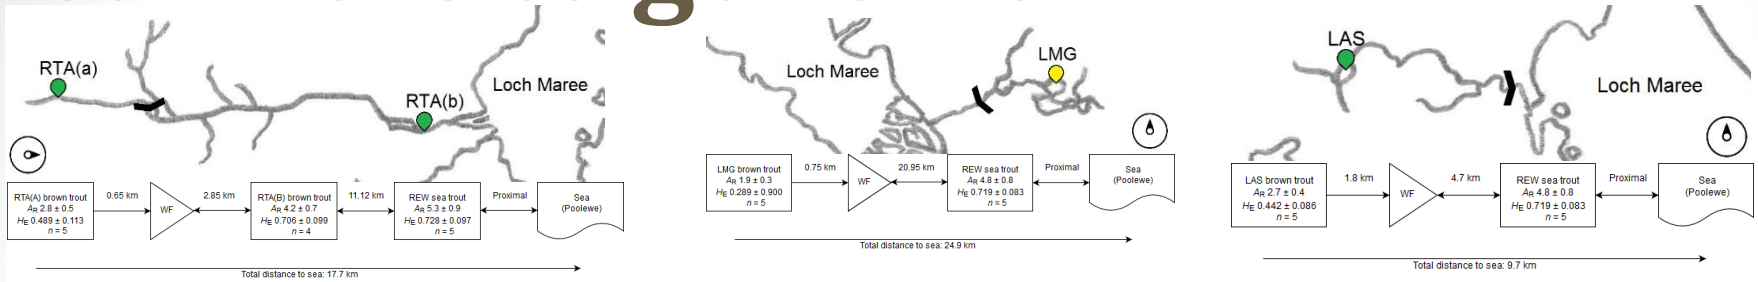 g
RTA(a)
RTA(b)
Loch Maree
RTA(A) brown trout
AR 2.8 ± 0.5
HE 0.489 ± 0.113
n = 5
0.65 km
WF
2.85 km
RTA(B) brown trout
AR 4.2 ± 0.7
HE 0.706 ± 0.099
n = 4
11.12 km
REW sea trout
AR 5.3 ± 0.9
HE 0.728 ± 0.097
n = 5
Proximal
Sea
(Poolewe)
Total distance to sea: 17.7 km
Loch Maree
LMG
LMG brown trout
AR 1.9 ± 0.3
HE 0.289 ± 0.900
n = 5
0.75 km
WF
20.95 km
REW sea trout
AR 4.8 ± 0.8
HE 0.719 ± 0.083
n = 5
Proximal
Sea
(Poolewe)
Total distance to sea: 24.9 km
LAS
Loch Maree
LAS brown trout
AR 2.7 ± 0.4
HE 0.442 ± 0.086
n = 5
1.8 km
WF
4.7 km
REW sea trout
AR 4.8 ± 0.8
HE 0.719 ± 0.083
n = 5
Proximal
Sea
(Poolewe)
Total distance to sea: 9.7 km